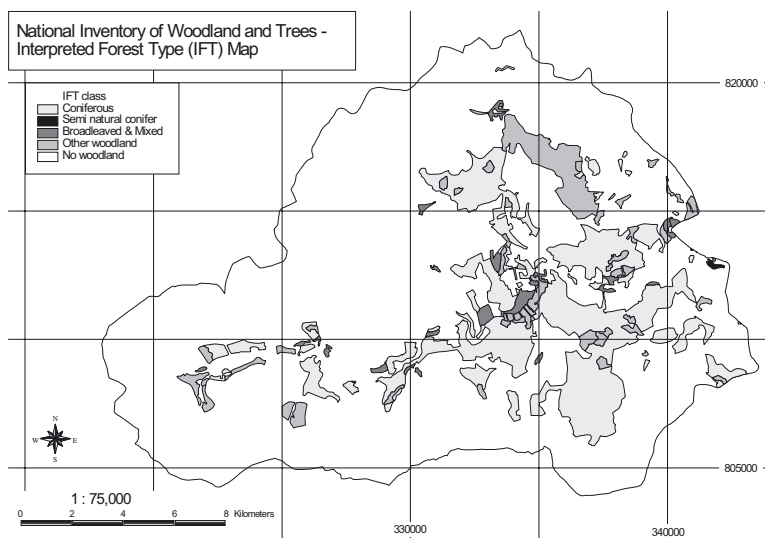 National Inventory of Woodland and Trees -
Interpreted Forest Type (IFT) Map
IFT class
Coniferous
Semi natural conifer
Broadleaved & Mixed
Other woodland
No woodland
820000
N
W E
S
805000
1 : 75,000
0 2 4 6 8 Kilometers
330000
340000